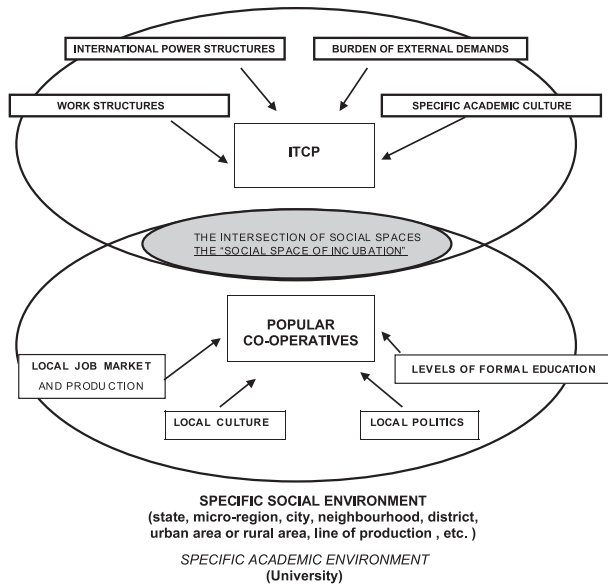 INTERNATIONAL POWER STRUCTURES
BURDEN OF EXTERNAL DEMANDS
WORK STRUCTURES
SPECIFIC ACADEMIC CULTURE
ITCP
THE INTERSECTION OF SOCIAL SPACES
THE "SOCIAL SPACE OF INCUBATION"
POPULAR
CO-OPERATIVES
LOCAL JOB MARKET
AND PRODUCTION
LEVELS OF FORMAL EDUCATION
LOCAL CULTURE
LOCAL POLITICS
SPECIFIC SOCIAL ENVIRONMENT
(state, micro-region, city, neighbourhood, district,
urban area or rural area, line of production , etc. )
SPECIFIC ACADEMIC ENVIRONMENT
(University)